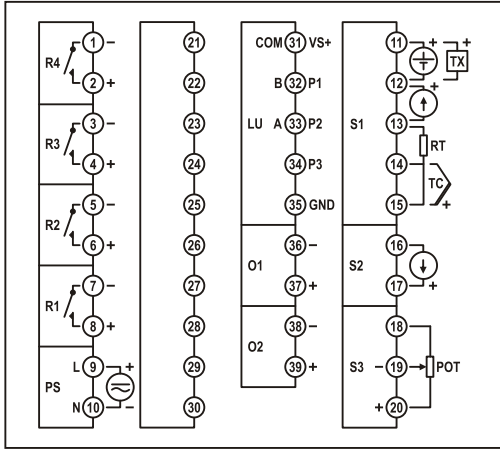 1 - 21 COM 31 VS+ 11 + +
R4 TX
2 + 22 B 32 P1 12 +
3 - 23 LU A 33 P2 S1 13 +
R3 RT
4 + 24 34 P3 14
TC
5 - 25 35 GND 15 +
R2
6 + 26 36 - 16
O1 S2
7 - 27 37 + 17 +
R1
8 + 28 38 - 18
O2
L 9 + 29 39 + S3 - 19 POT
PS
N 10 - 30 + 20